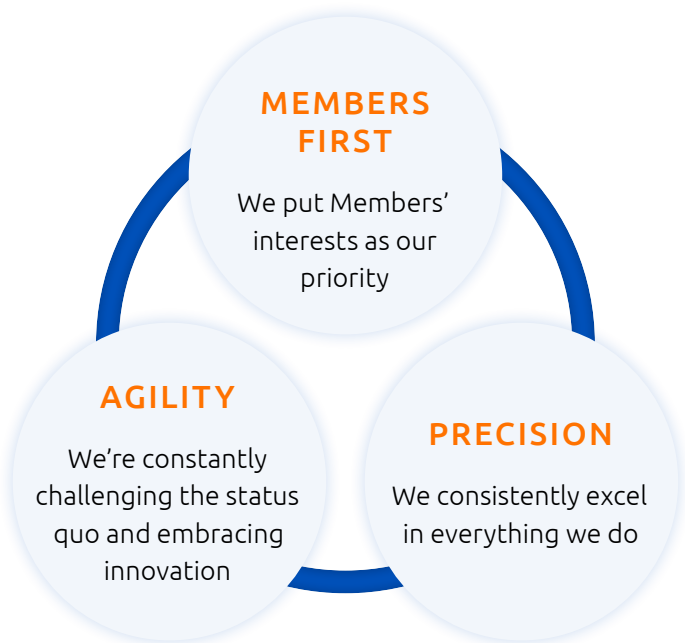 MEMBERS
FIRST
We put Members’
interests as our
priority
AGILITY
We’re constantly
challenging the status
quo and embracing
innovation
PRECISION
We consistently excel
in everything we do